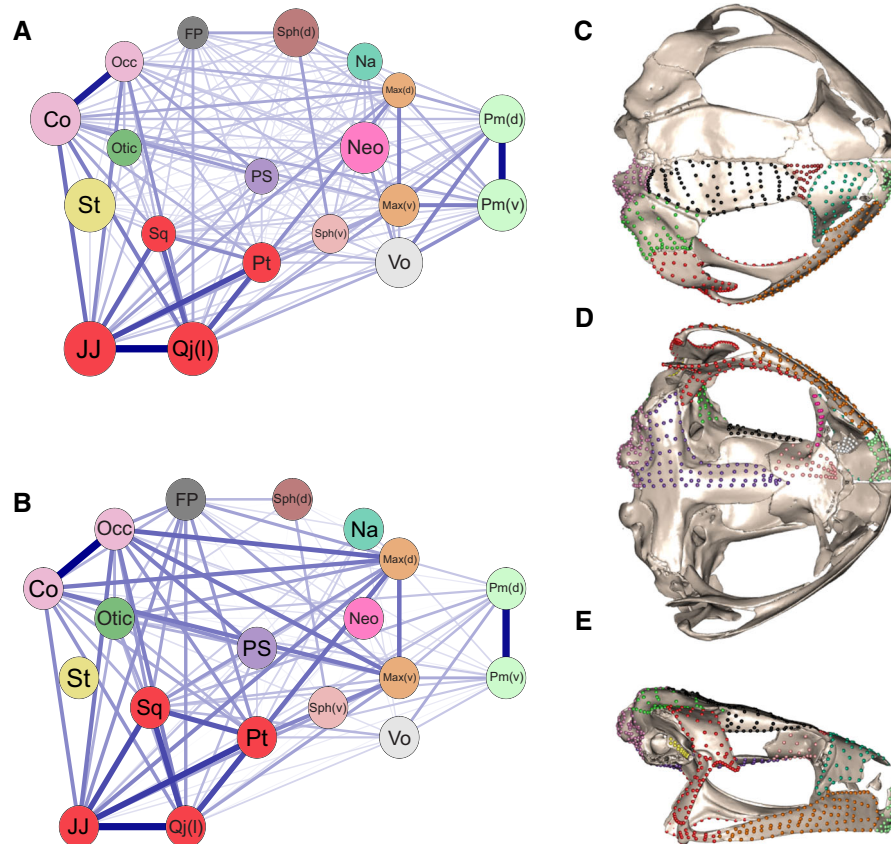 A
FP
Sph(d)
Occ
Na
Max(d)
Co
Pm(d)
Otic
Neo
PS
St
Max(v)
Pm(v)
Sq
Sph(v)
Pt
Vo
JJ
Qj(l)
B
FP
Sph(d)
Occ
Na
Max(d)
Co
Pm(d)
Otic
Neo
PS
St
Max(v)
Pm(v)
Sq
Sph(v)
Pt
Vo
JJ
Qj(l)
C
D
E